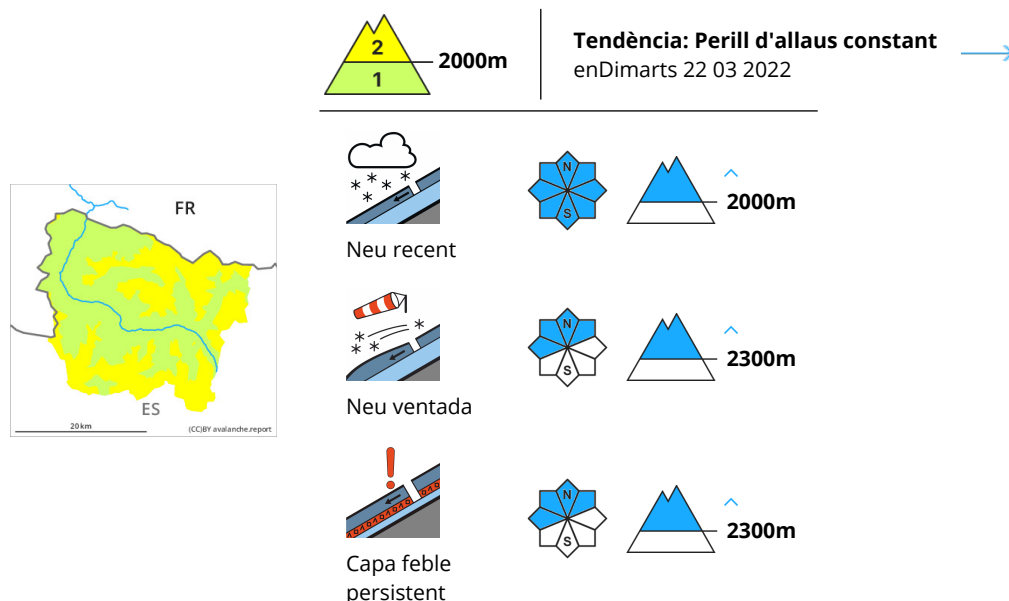 2
1
2000m
Tendència: Perill d'allaus constant
enDimarts 22 03 2022
FR
ES
20 km
(CC)BY avalanche.report
N
S
2000m
Neu recent
N
S
2300m
Neu ventada
N
S
2300m
Capa feble
persistent